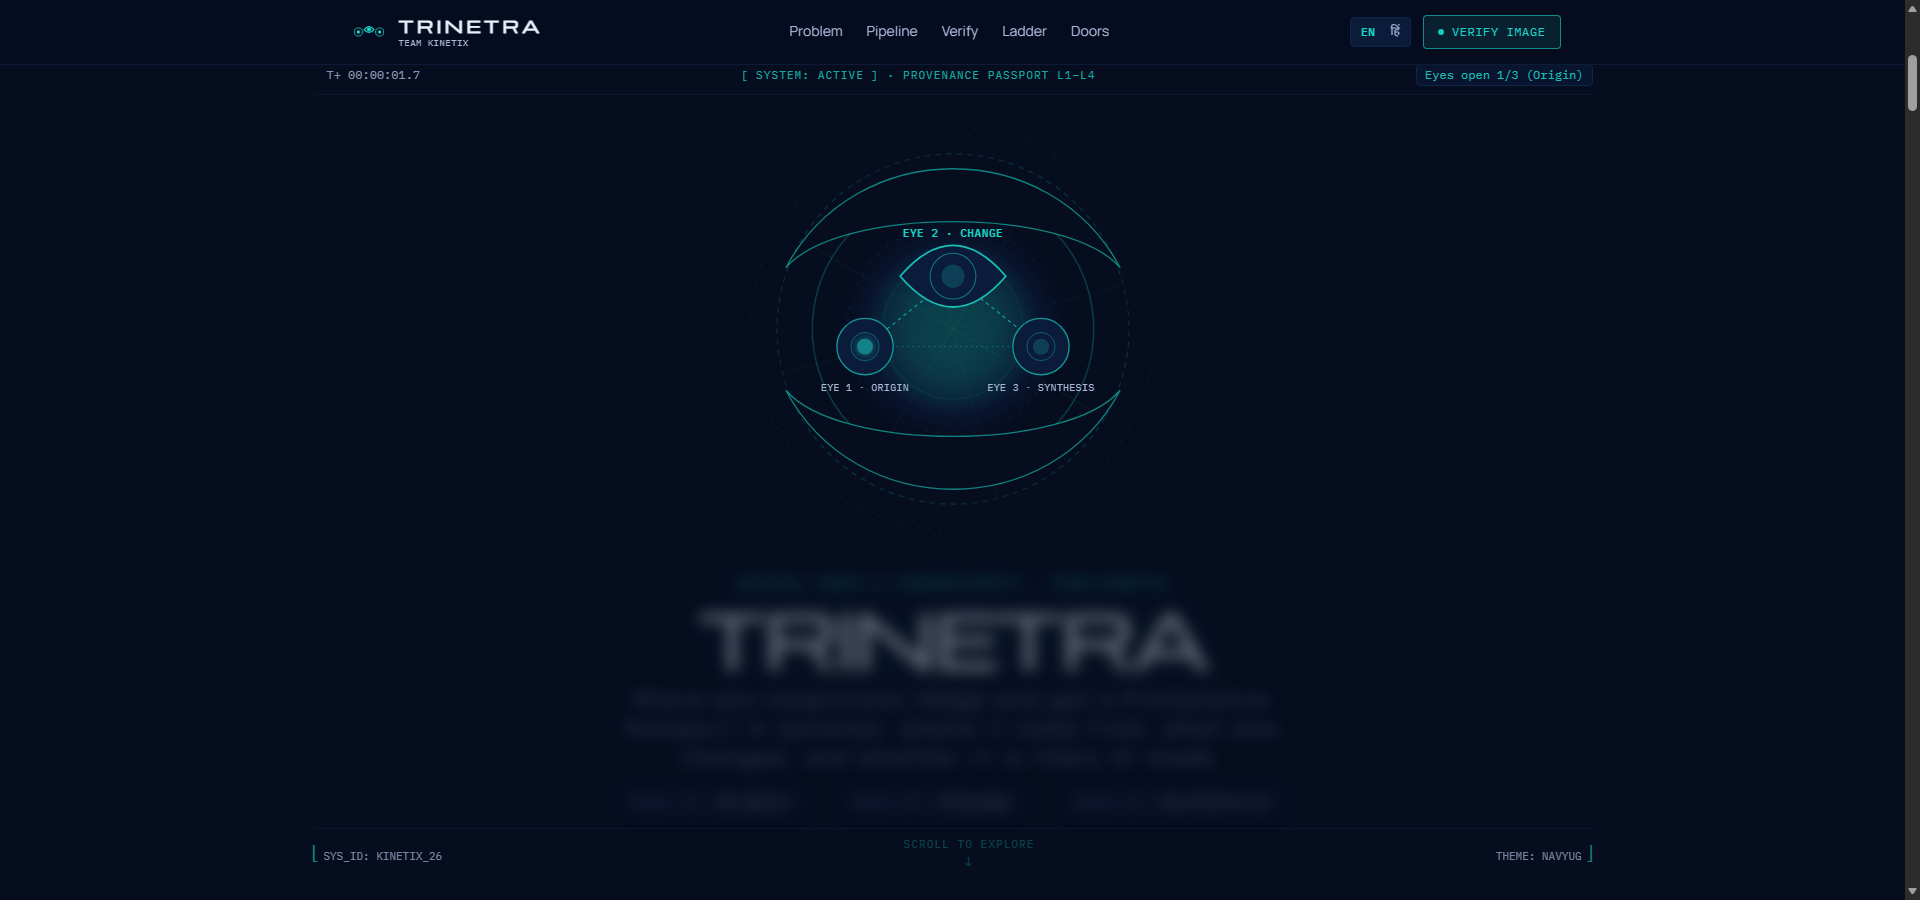 TRINETRA
TEAM KINETIX
Problem
Pipeline
Verify
Ladder
Doors
EN
हिं
VERIFY IMAGE
T+ 00:00:01.7
[ SYSTEM: ACTIVE ] · PROVENANCE PASSPORT L1–L4
Eyes open 1/3 (Origin)
EYE 2 · CHANGE
EYE 1 · ORIGIN
EYE 3 · SYNTHESIS
TRINETRA
SYS_ID: KINETIX_26
SCROLL TO EXPLORE
↓
THEME: NAVYUG